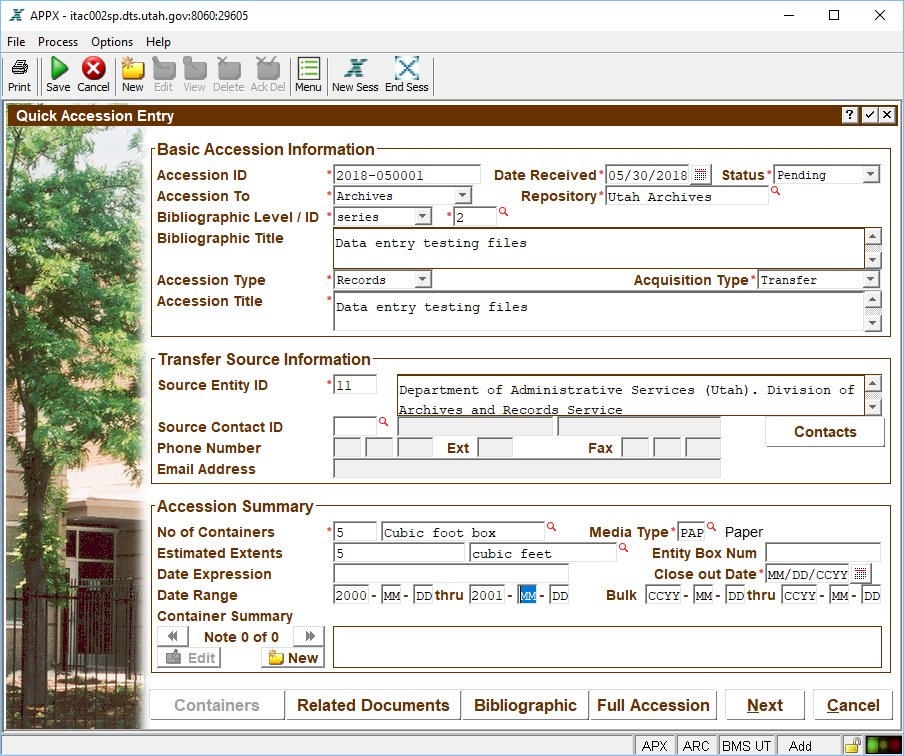 APPX - itac002sp.dts.utah.gov:8060:29605
File Process Options Help
Print Save Cancel New Edit View Delete Ack Del Menu New Sess End Sess
Quick Accession Entry ?
Basic Accession Information
Accession ID * 2018-050001 Date Received * 05/30/2018 Status * Pending
Accession To * Archives Repository * Utah Archives
Bibliographic Level / ID * series * 2
Bibliographic Title Data entry testing files
Accession Type * Records Acquisition Type * Transfer
Accession Title * Data entry testing files
Transfer Source Information
Source Entity ID * 11 Department of Administrative Services (Utah). Division of
Archives and Records Service
Source Contact ID Contacts
Phone Number Ext Fax
Email Address
Accession Summary
No of Containers * 5 Cubic foot box Media Type * PAP Paper
Estimated Extents 5 cubic feet Entity Box Num
Date Expression Close out Date * MM/DD/CCYY
Date Range 2000 - MM - DD thru 2001 - MM - DD Bulk CCYY - MM - DD thru CCYY - MM - DD
Container Summary
Note 0 of 0
Edit New
Containers Related Documents Bibliographic Full Accession Next Cancel
APX ARC BMS UT Add